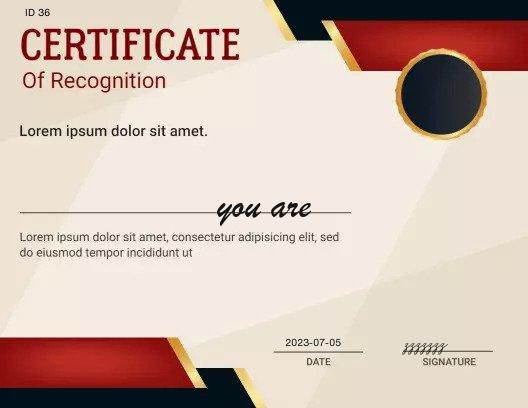 ID 36
CERTIFICATE
Of Recognition
Lorem ipsum dolor sit amet.
you are
Lorem ipsum dolor sit amet, consectetur adipisicing elit, sed
do eiusmod tempor incididunt ut
2023-07-05
DATE
SIGNATURE